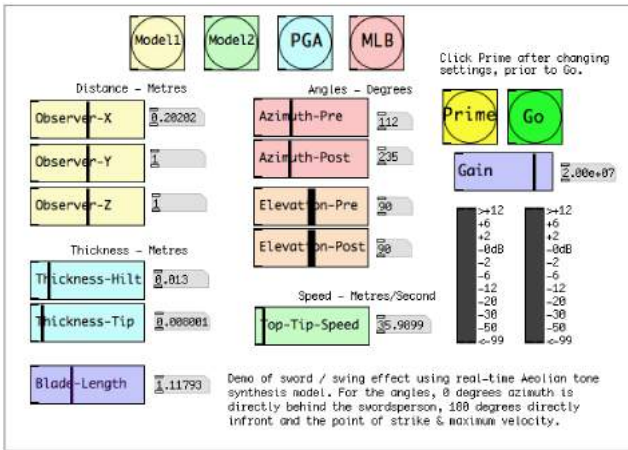 Model1 Model2 PGA MLB
Click Prime after changing
settings, prior to Go.
Distance - Metres
Angles - Degrees
Observer-X 0.20202
Observer-Y 1
Observer-Z 1
Azimuth-Pre 112
Azimuth-Post 235
Elevation-Pre 90
Elevation-Post 90
Prime Go
Gain 2.00e+07
Thickness - Metres
Thickness-Hilt 0.013
Thickness-Tip 0.008001
Speed - Metres/Second
Top-Tip-Speed 35.9899
Blade-Length 1.11793
>+12 >+12
+6 +6
+2 +2
-0dB -0dB
-2 -2
-6 -6
-12 -12
-20 -20
-30 -30
-50 -50
<-99 <-99
Demo of sword / swing effect using real-time Aeolian tone
synthesis model. For the angles, 0 degrees azimuth is
directly behind the swordsperson, 180 degrees directly
infront and the point of strike & maximum velocity.